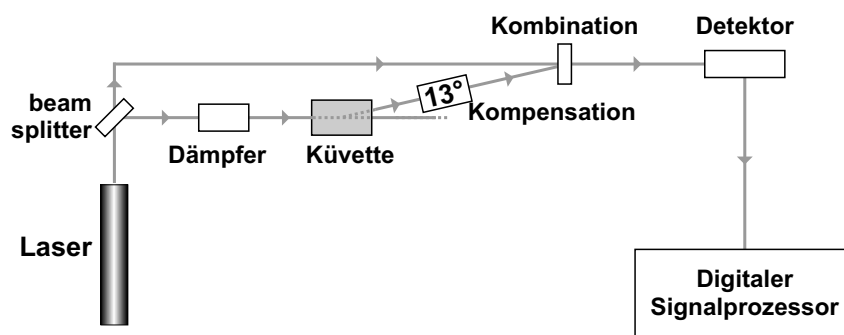 Kombination
Detektor
beam
splitter
13°
Kompensation
Dämpfer
Küvette
Laser
Digitaler
Signalprozessor